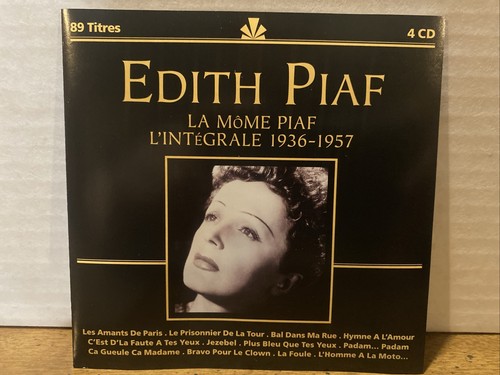 89 Titres
4 CD
EDITH PIAF
LA MôME PIAF
L'INTéGRALE 1936-1957
Les Amants De Paris . Le Prisonnier De La Tour . Bal Dans Ma Rue . Hymne A L'Amour
C'Est D'La Faute A Tes Yeux . Jezebel . Plus Bleu Que Tes Yeux . Padam... Padam
Ca Gueule Ca Madame . Bravo Pour Le Clown . La Foule . L'Homme A La Moto...